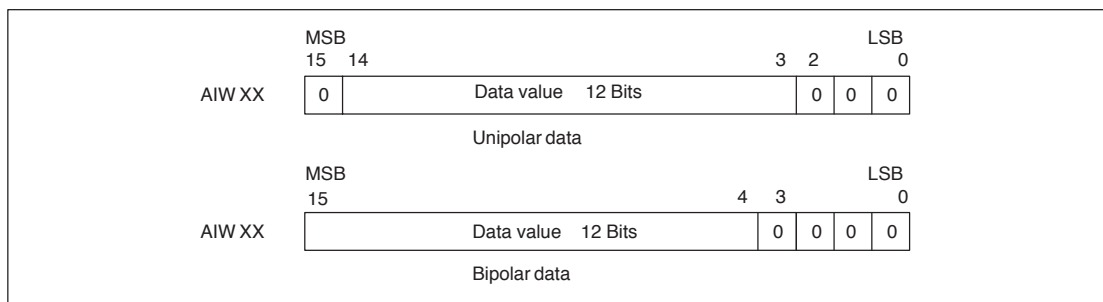 MSB LSB
15 14 3 2 0
AIW XX 0 Data value 12 Bits 0 0 0
Unipolar data
MSB LSB
15 4 3 0
AIW XX Data value 12 Bits 0 0 0 0
Bipolar data